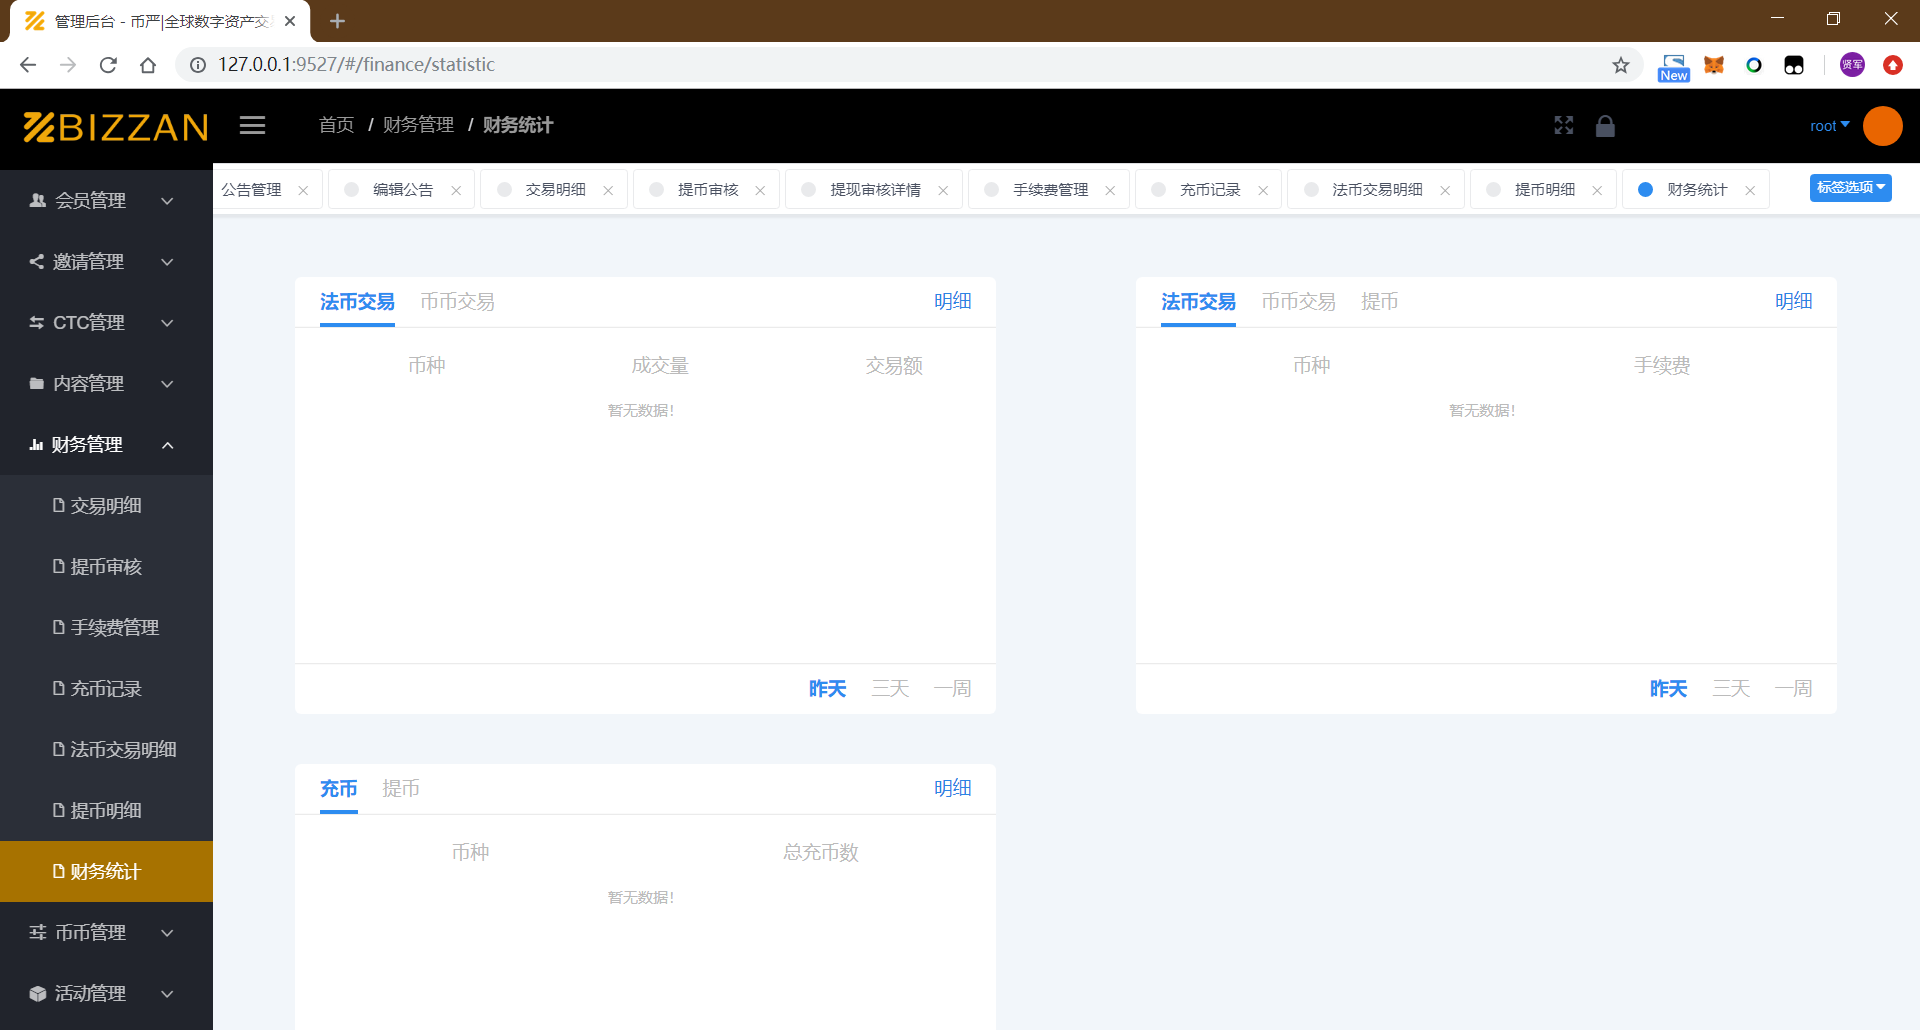 管理后台 - 币严|全球数字资产交
127.0.0.1:9527/#/finance/statistic
New
贤军
BIZZAN
首页 / 财务管理 / 财务统计
root
公告管理
编辑公告
交易明细
提币审核
提现审核详情
手续费管理
充币记录
法币交易明细
提币明细
财务统计
标签选项
会员管理
邀请管理
CTC管理
内容管理
财务管理
交易明细
提币审核
手续费管理
充币记录
法币交易明细
提币明细
财务统计
币币管理
活动管理
法币交易 币币交易 明细
币种 成交量 交易额
暂无数据!
昨天 三天 一周
法币交易 币币交易 提币 明细
币种 手续费
暂无数据!
昨天 三天 一周
充币 提币 明细
币种 总充币数
暂无数据!